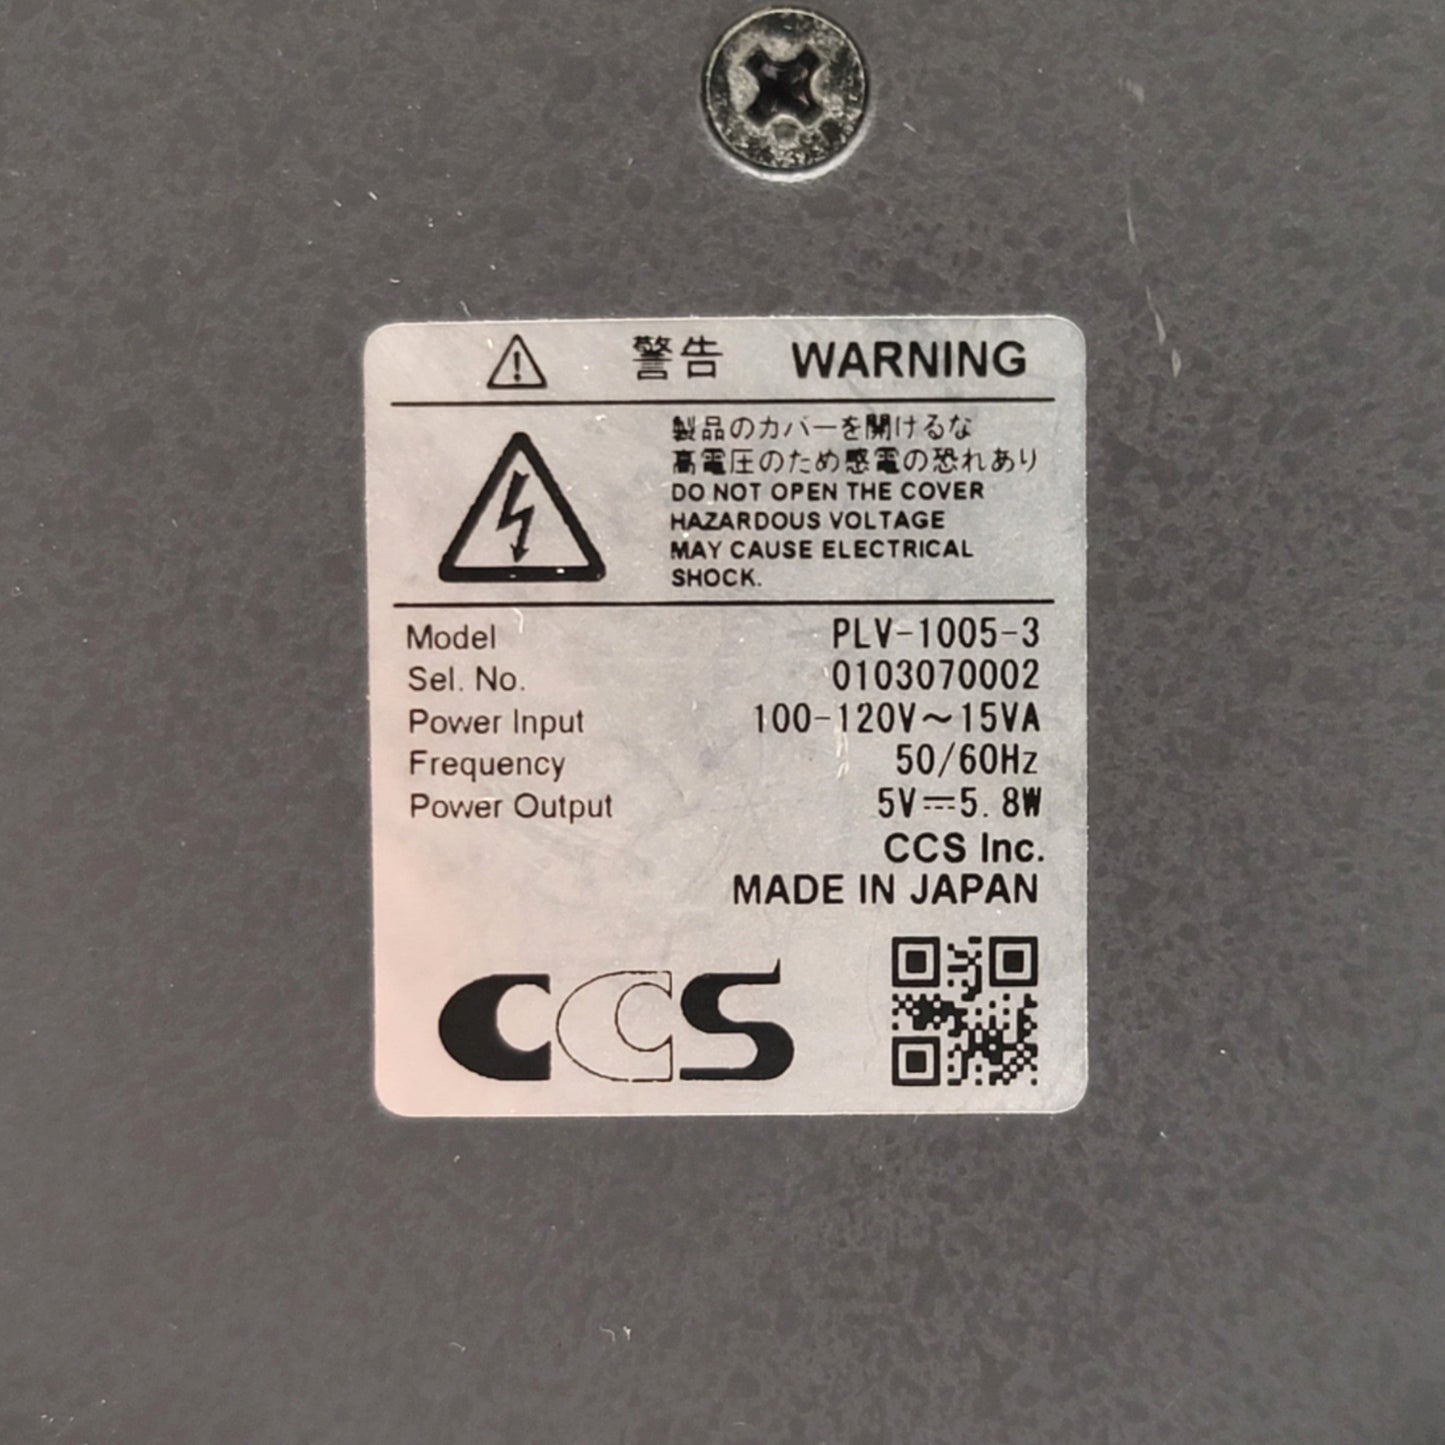 警告 WARNING
製品のカバーを開けるな
高電圧のため感電の恐れあり
DO NOT OPEN THE COVER
HAZARDOUS VOLTAGE
MAY CAUSE ELECTRICAL
SHOCK.
Model PLV-1005-3
Sel. No. 0103070002
Power Input 100-120V~15VA
Frequency 50/60Hz
Power Output 5V⎓5.8W
CCS Inc.
MADE IN JAPAN
CCS